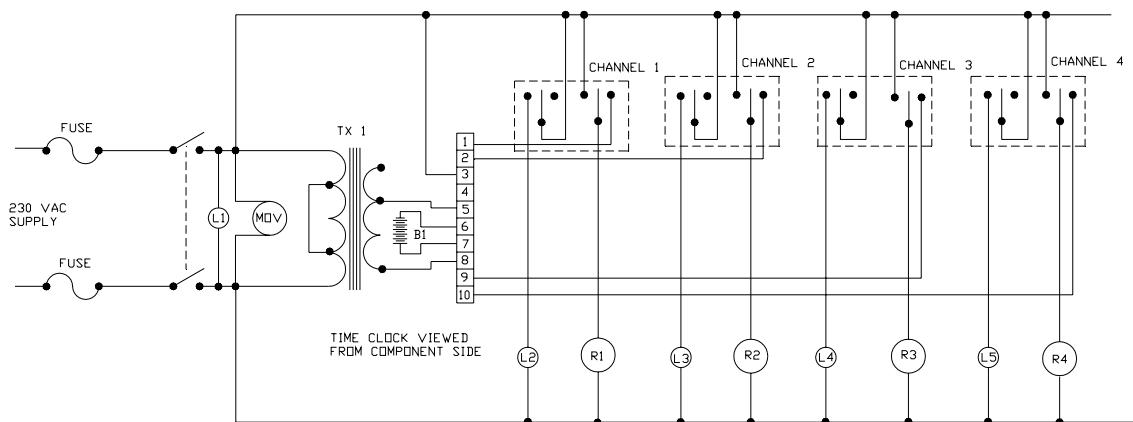 CHANNEL 1
CHANNEL 2
CHANNEL 3
CHANNEL 4
FUSE
TX 1
1
2
3
4
5
6
7
8
9
10
230 VAC
SUPPLY
L1
MOV
B1
FUSE
TIME CLOCK VIEWED
FROM COMPONENT SIDE
L2
R1
L3
R2
L4
R3
L5
R4